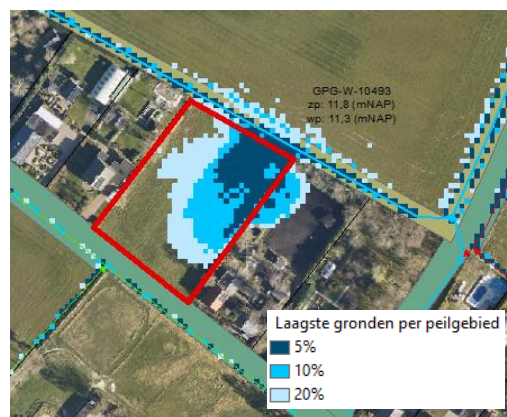 GPG-W-10493
zp: 11,8 (mNAP)
wp: 11,3 (mNAP)
Laagste gronden per peilgebied
5%
10%
20%